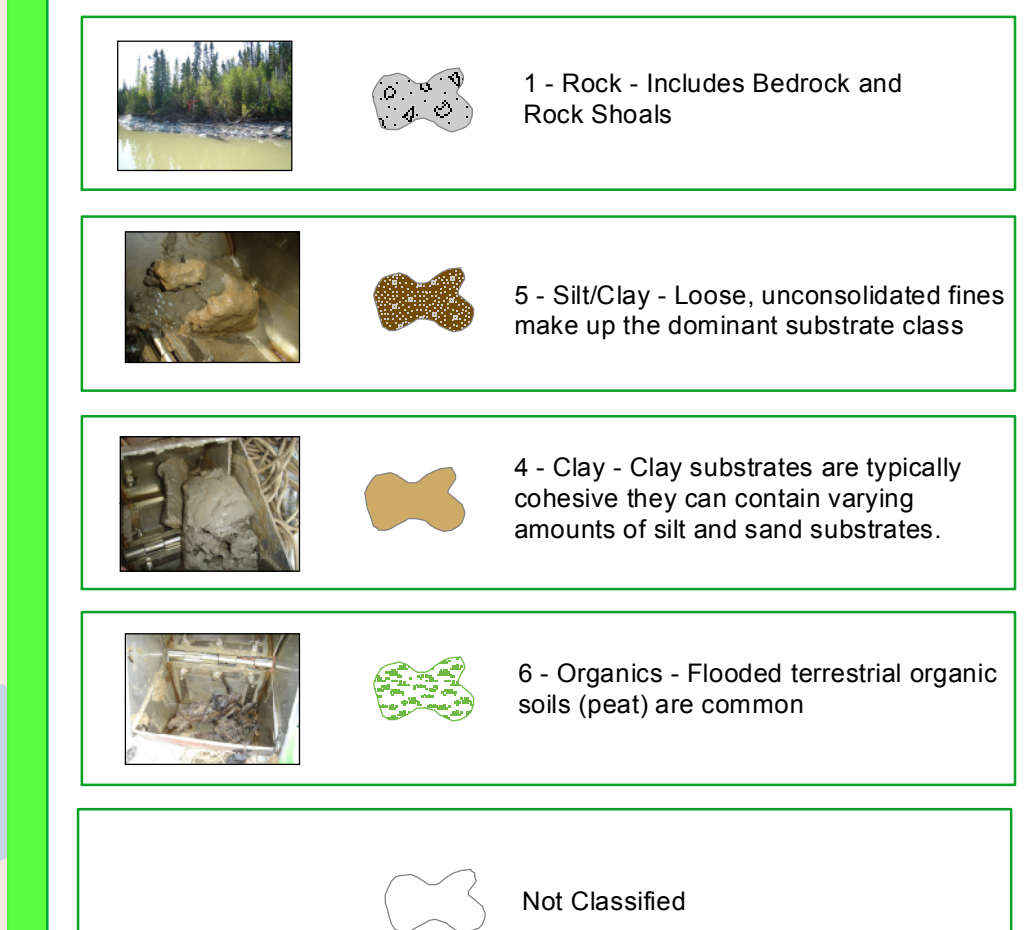 1 - Rock - Includes Bedrock and
Rock Shoals
5 - Silt/Clay - Loose, unconsolidated fines
make up the dominant substrate class
4 - Clay - Clay substrates are typically
cohesive they can contain varying
amounts of silt and sand substrates.
6 - Organics - Flooded terrestrial organic
soils (peat) are common
Not Classified